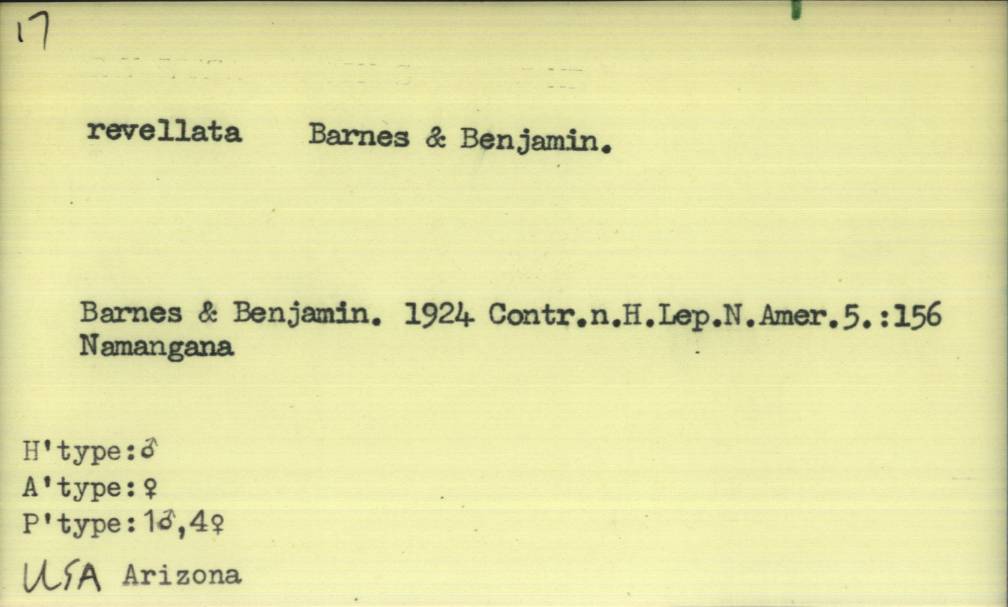 17
revellata Barnes & Benjamin.
Barnes & Benjamin. 1924 Contr.n.H.Lep.N.Amer.5.:156
Namangana
H'type:♂
A'type:♀
P'type:1♂,4♀
USA Arizona